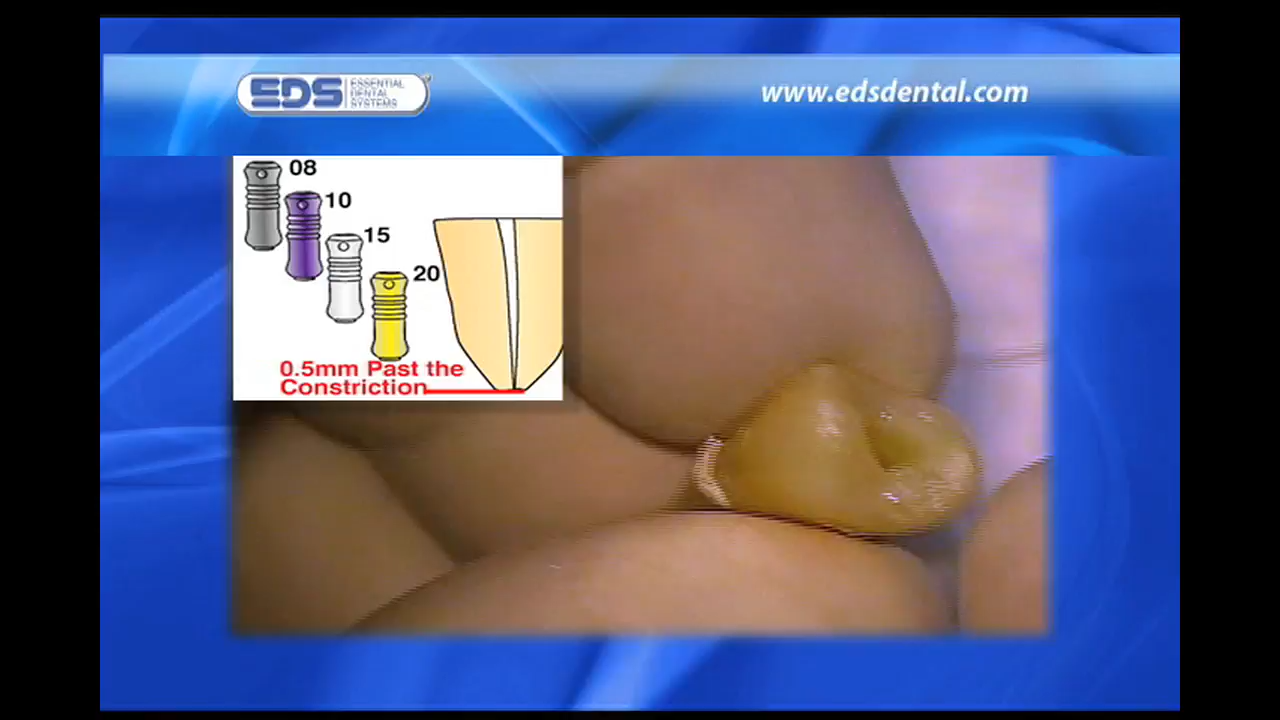 EDS
ESSENTIAL
DENTAL
SYSTEMS
www.edsdental.com
08
10
15
20
0.5mm Past the
Constriction